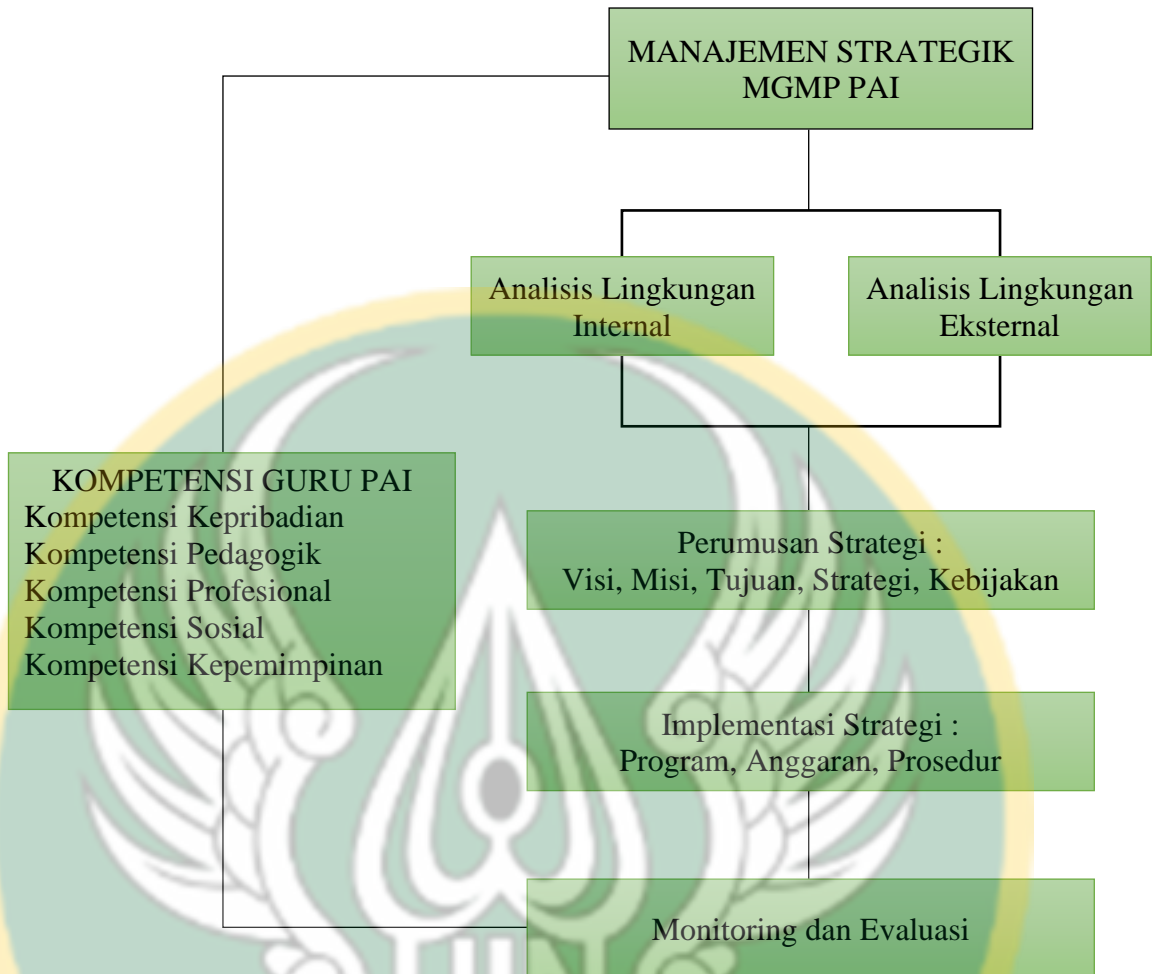 MANAJEMEN STRATEGIK
MGMP PAI
Analisis Lingkungan
Internal
Analisis Lingkungan
Eksternal
KOMPETENSI GURU PAI
Kompetensi Kepribadian
Kompetensi Pedagogik
Kompetensi Profesional
Kompetensi Sosial
Kompetensi Kepemimpinan
Perumusan Strategi :
Visi, Misi, Tujuan, Strategi, Kebijakan
Implementasi Strategi :
Program, Anggaran, Prosedur
Monitoring dan Evaluasi